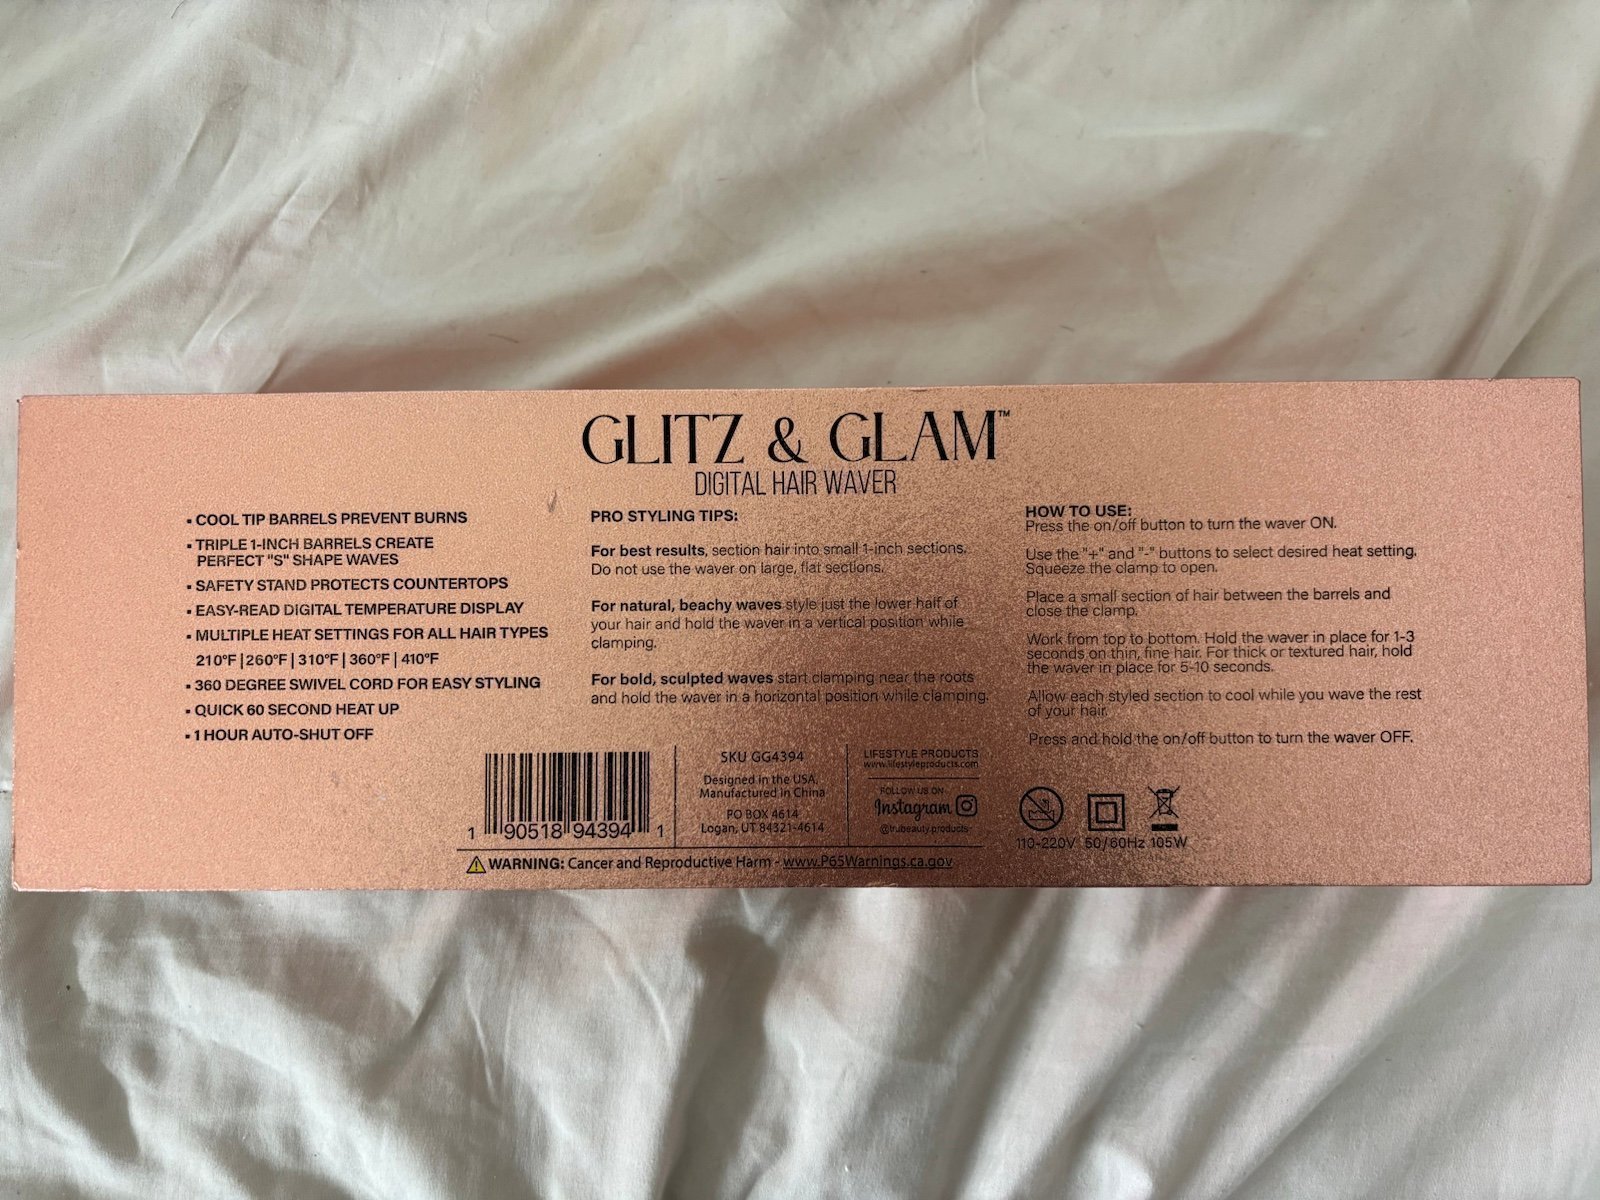 GLITZ & GLAM™
DIGITAL HAIR WAVER
▪ COOL TIP BARRELS PREVENT BURNS
▪ TRIPLE 1-INCH BARRELS CREATE
PERFECT "S" SHAPE WAVES
▪ SAFETY STAND PROTECTS COUNTERTOPS
▪ EASY-READ DIGITAL TEMPERATURE DISPLAY
▪ MULTIPLE HEAT SETTINGS FOR ALL HAIR TYPES
210°F | 260°F | 310°F | 360°F | 410°F
▪ 360 DEGREE SWIVEL CORD FOR EASY STYLING
▪ QUICK 60 SECOND HEAT UP
▪ 1 HOUR AUTO-SHUT OFF
PRO STYLING TIPS:
For best results, section hair into small 1-inch sections.
Do not use the waver on large, flat sections.
For natural, beachy waves style just the lower half of
your hair and hold the waver in a vertical position while
clamping.
For bold, sculpted waves start clamping near the roots
and hold the waver in a horizontal position while clamping.
HOW TO USE:
Press the on/off button to turn the waver ON.
Use the "+" and "-" buttons to select desired heat setting.
Squeeze the clamp to open.
Place a small section of hair between the barrels and
close the clamp.
Work from top to bottom. Hold the waver in place for 1-3
seconds on thin, fine hair. For thick or textured hair, hold
the waver in place for 5-10 seconds.
Allow each styled section to cool while you wave the rest
of your hair.
Press and hold the on/off button to turn the waver OFF.
1 90518 94394 1
SKU GG4394
Designed in the USA.
Manufactured in China
PO BOX 4614
Logan, UT 84321-4614
LIFESTYLE PRODUCTS
www.lifestyleproducts.com
FOLLOW US ON
Instagram
@trubeauty.products
110-220V 50/60Hz 105W
WARNING: Cancer and Reproductive Harm - www.P65Warnings.ca.gov